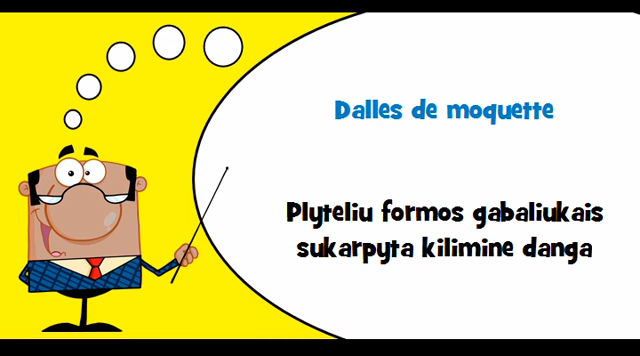 Dalles de moquette
Plyteliu formos gabaliukais
sukarpyta kilimine danga